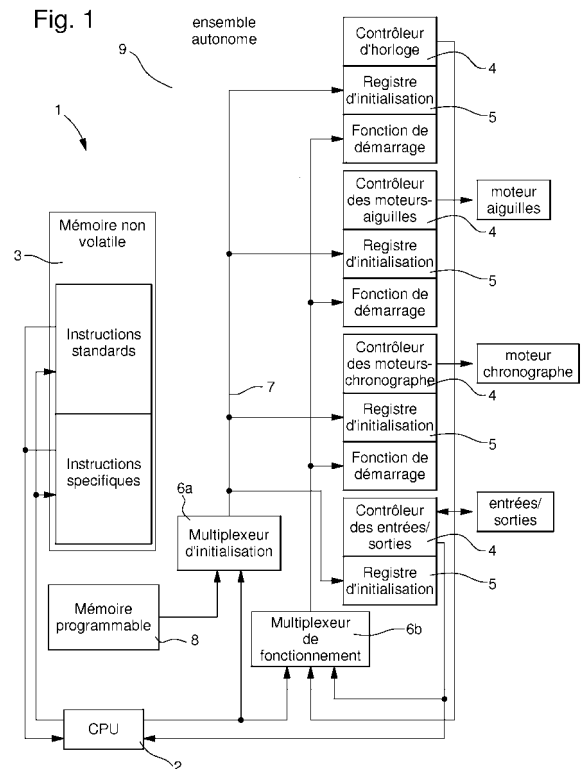 Fig. 1
ensemble
autonome
9
1
Mémoire non
volatile
3
Instructions
standards
Instructions
specifiques
6a
Multiplexeur
d'initialisation
7
Mémoire
programmable
8
CPU
2
Contrôleur
d'horloge
4
Registre
d'initialisation
5
Fonction de
démarrage
Contrôleur
des moteurs-
aiguilles
4
moteur
aiguilles
Registre
d'initialisation
5
Fonction de
démarrage
Contrôleur
des moteurs-
chronographe
4
moteur
chronographe
Registre
d'initialisation
5
Fonction de
démarrage
Contrôleur
des entrées/
sorties
4
entrées/
sorties
Registre
d'initialisation
5
Multiplexeur
de
fonctionnement
6b